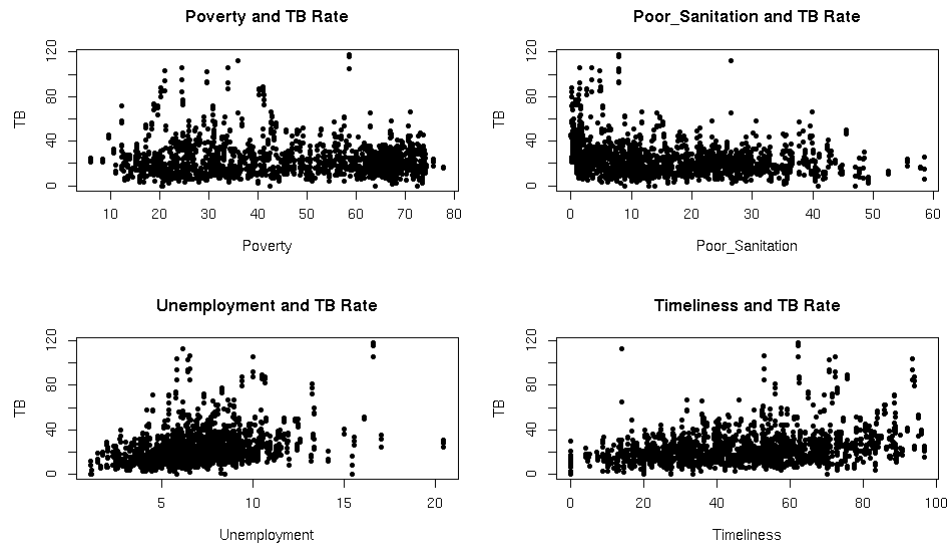 Poverty and TB Rate
TB
0 40 80 120
10 20 30 40 50 60 70 80
Poverty
Poor_Sanitation and TB Rate
TB
0 40 80 120
0 10 20 30 40 50 60
Poor_Sanitation
Unemployment and TB Rate
TB
0 40 80 120
5 10 15 20
Unemployment
Timeliness and TB Rate
TB
0 40 80 120
0 20 40 60 80 100
Timeliness